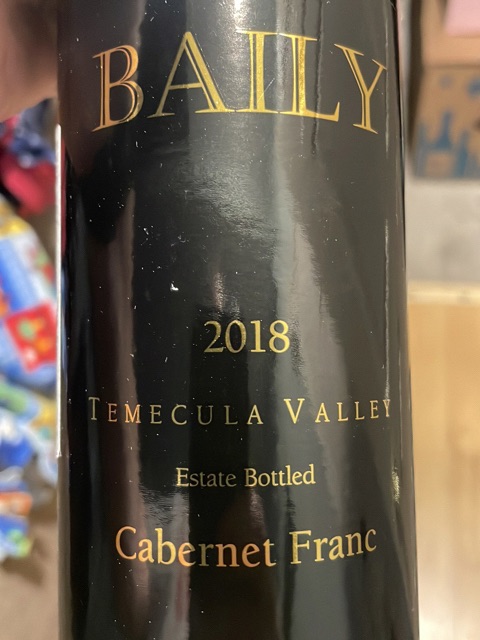 BAILY
2018
TEMECULA VALLEY
Estate Bottled
Cabernet Franc